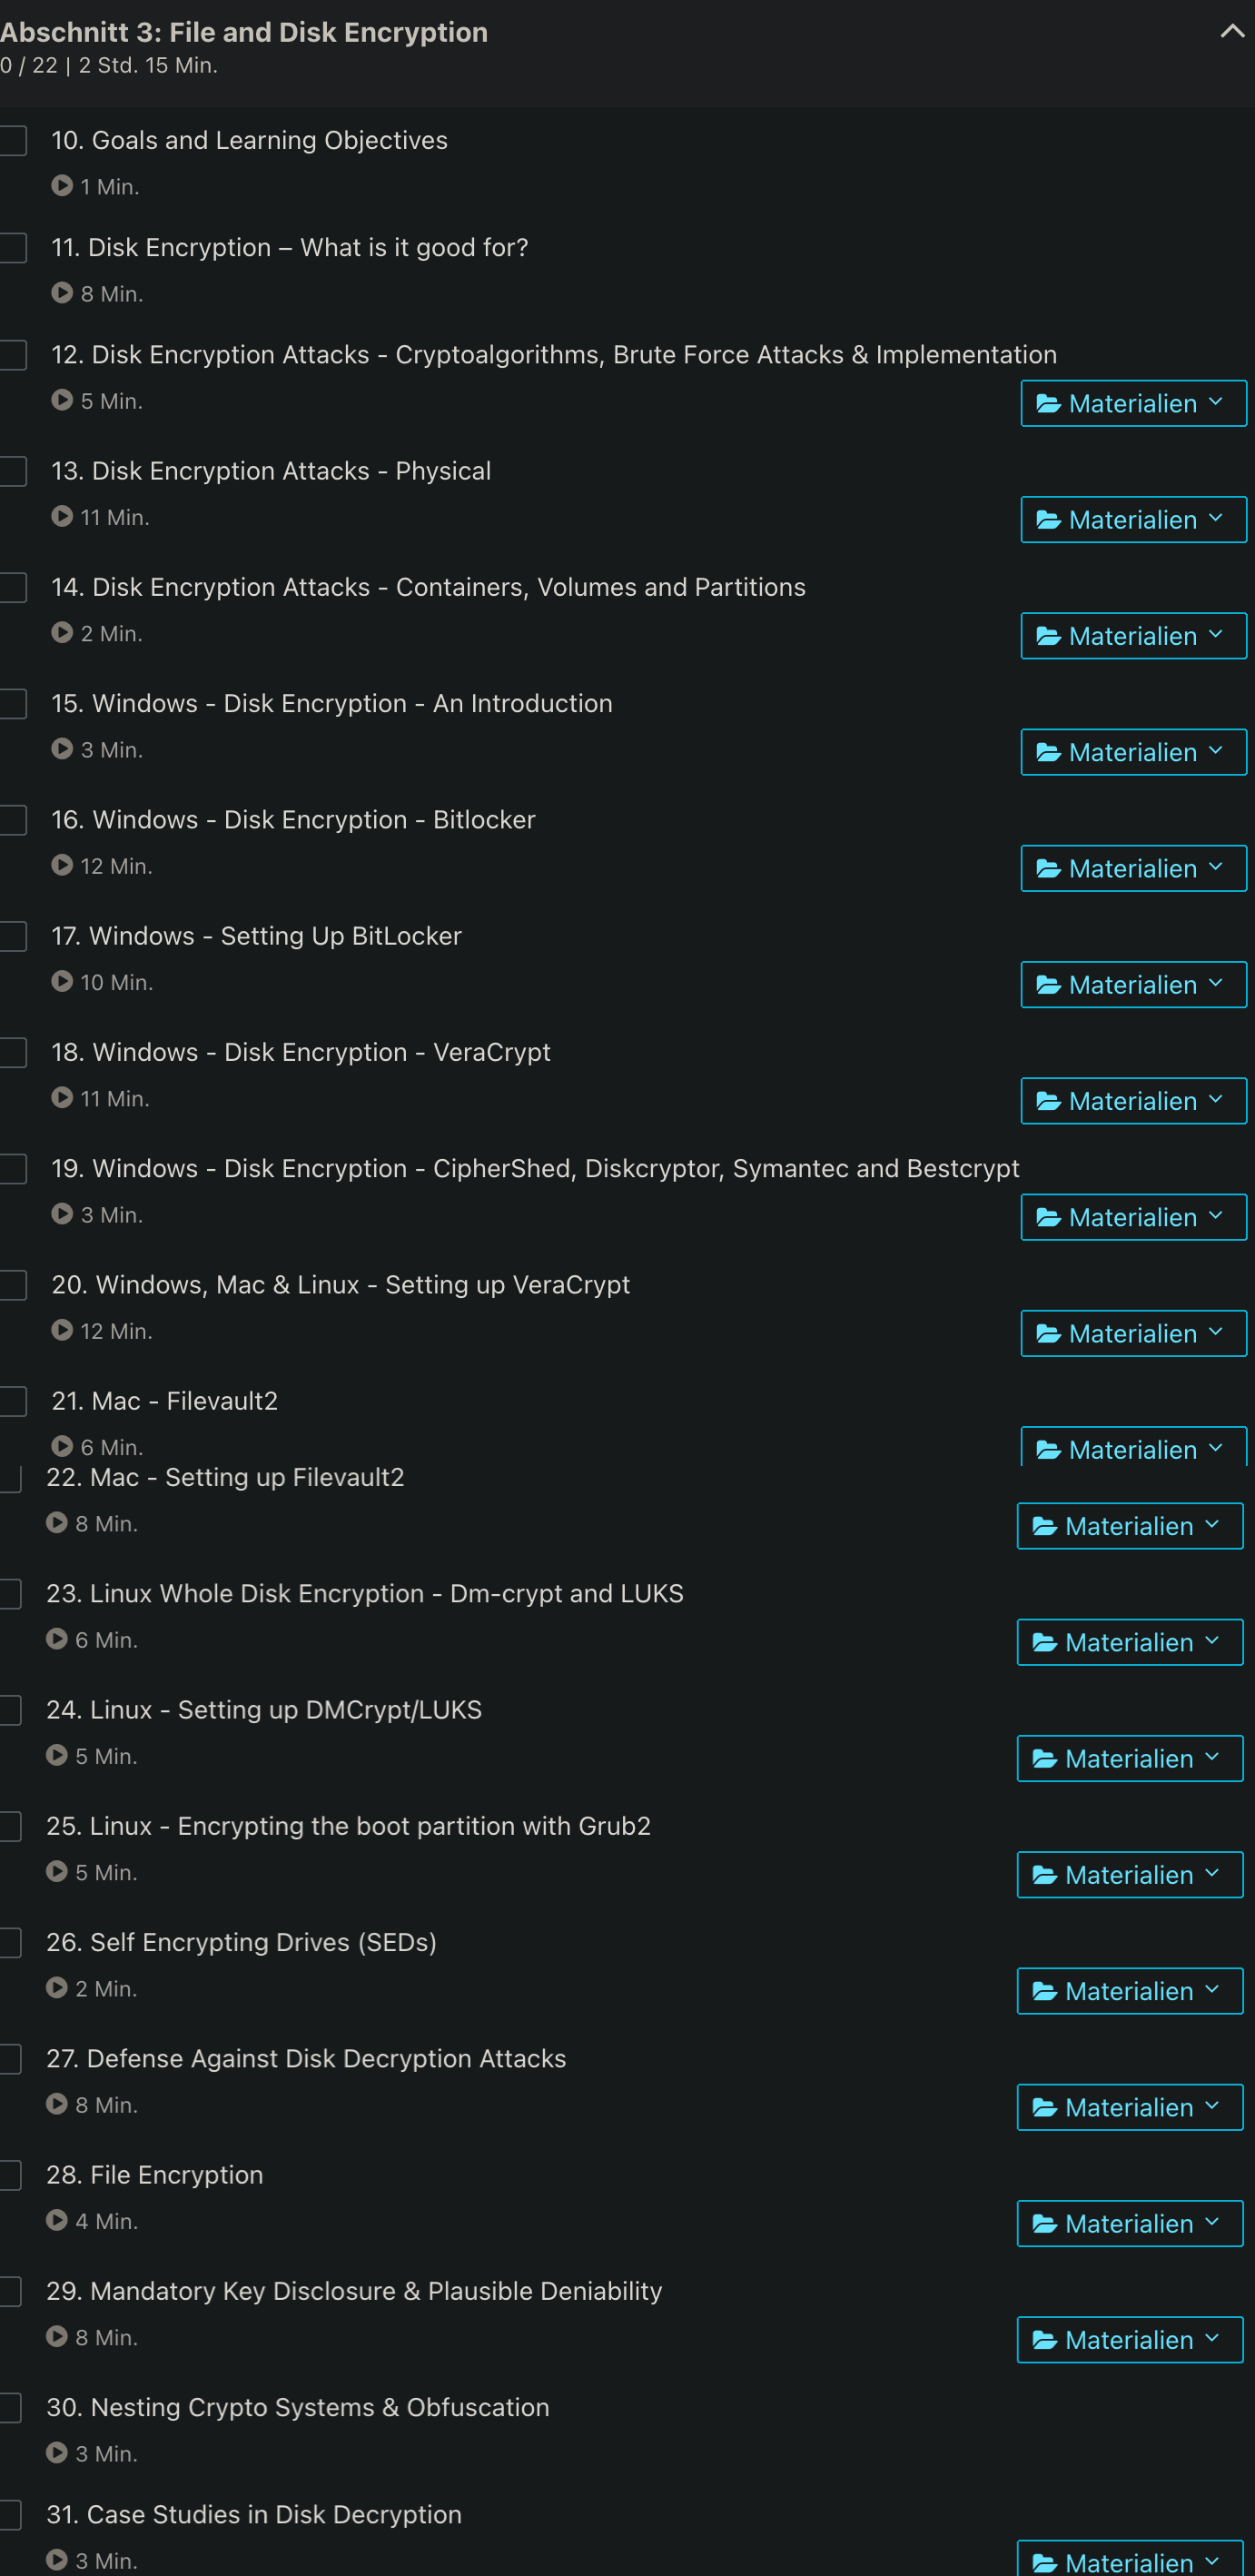 Abschnitt 3: File and Disk Encryption
0 / 22 | 2 Std. 15 Min.
10. Goals and Learning Objectives
1 Min.
11. Disk Encryption – What is it good for?
8 Min.
12. Disk Encryption Attacks - Cryptoalgorithms, Brute Force Attacks & Implementation
5 Min.
Materialien
13. Disk Encryption Attacks - Physical
11 Min.
Materialien
14. Disk Encryption Attacks - Containers, Volumes and Partitions
2 Min.
Materialien
15. Windows - Disk Encryption - An Introduction
3 Min.
Materialien
16. Windows - Disk Encryption - Bitlocker
12 Min.
Materialien
17. Windows - Setting Up BitLocker
10 Min.
Materialien
18. Windows - Disk Encryption - VeraCrypt
11 Min.
Materialien
19. Windows - Disk Encryption - CipherShed, Diskcryptor, Symantec and Bestcrypt
3 Min.
Materialien
20. Windows, Mac & Linux - Setting up VeraCrypt
12 Min.
Materialien
21. Mac - Filevault2
6 Min.
Materialien
22. Mac - Setting up Filevault2
8 Min.
Materialien
23. Linux Whole Disk Encryption - Dm-crypt and LUKS
6 Min.
Materialien
24. Linux - Setting up DMCrypt/LUKS
5 Min.
Materialien
25. Linux - Encrypting the boot partition with Grub2
5 Min.
Materialien
26. Self Encrypting Drives (SEDs)
2 Min.
Materialien
27. Defense Against Disk Decryption Attacks
8 Min.
Materialien
28. File Encryption
4 Min.
Materialien
29. Mandatory Key Disclosure & Plausible Deniability
8 Min.
Materialien
30. Nesting Crypto Systems & Obfuscation
3 Min.
31. Case Studies in Disk Decryption
3 Min.
Materialien